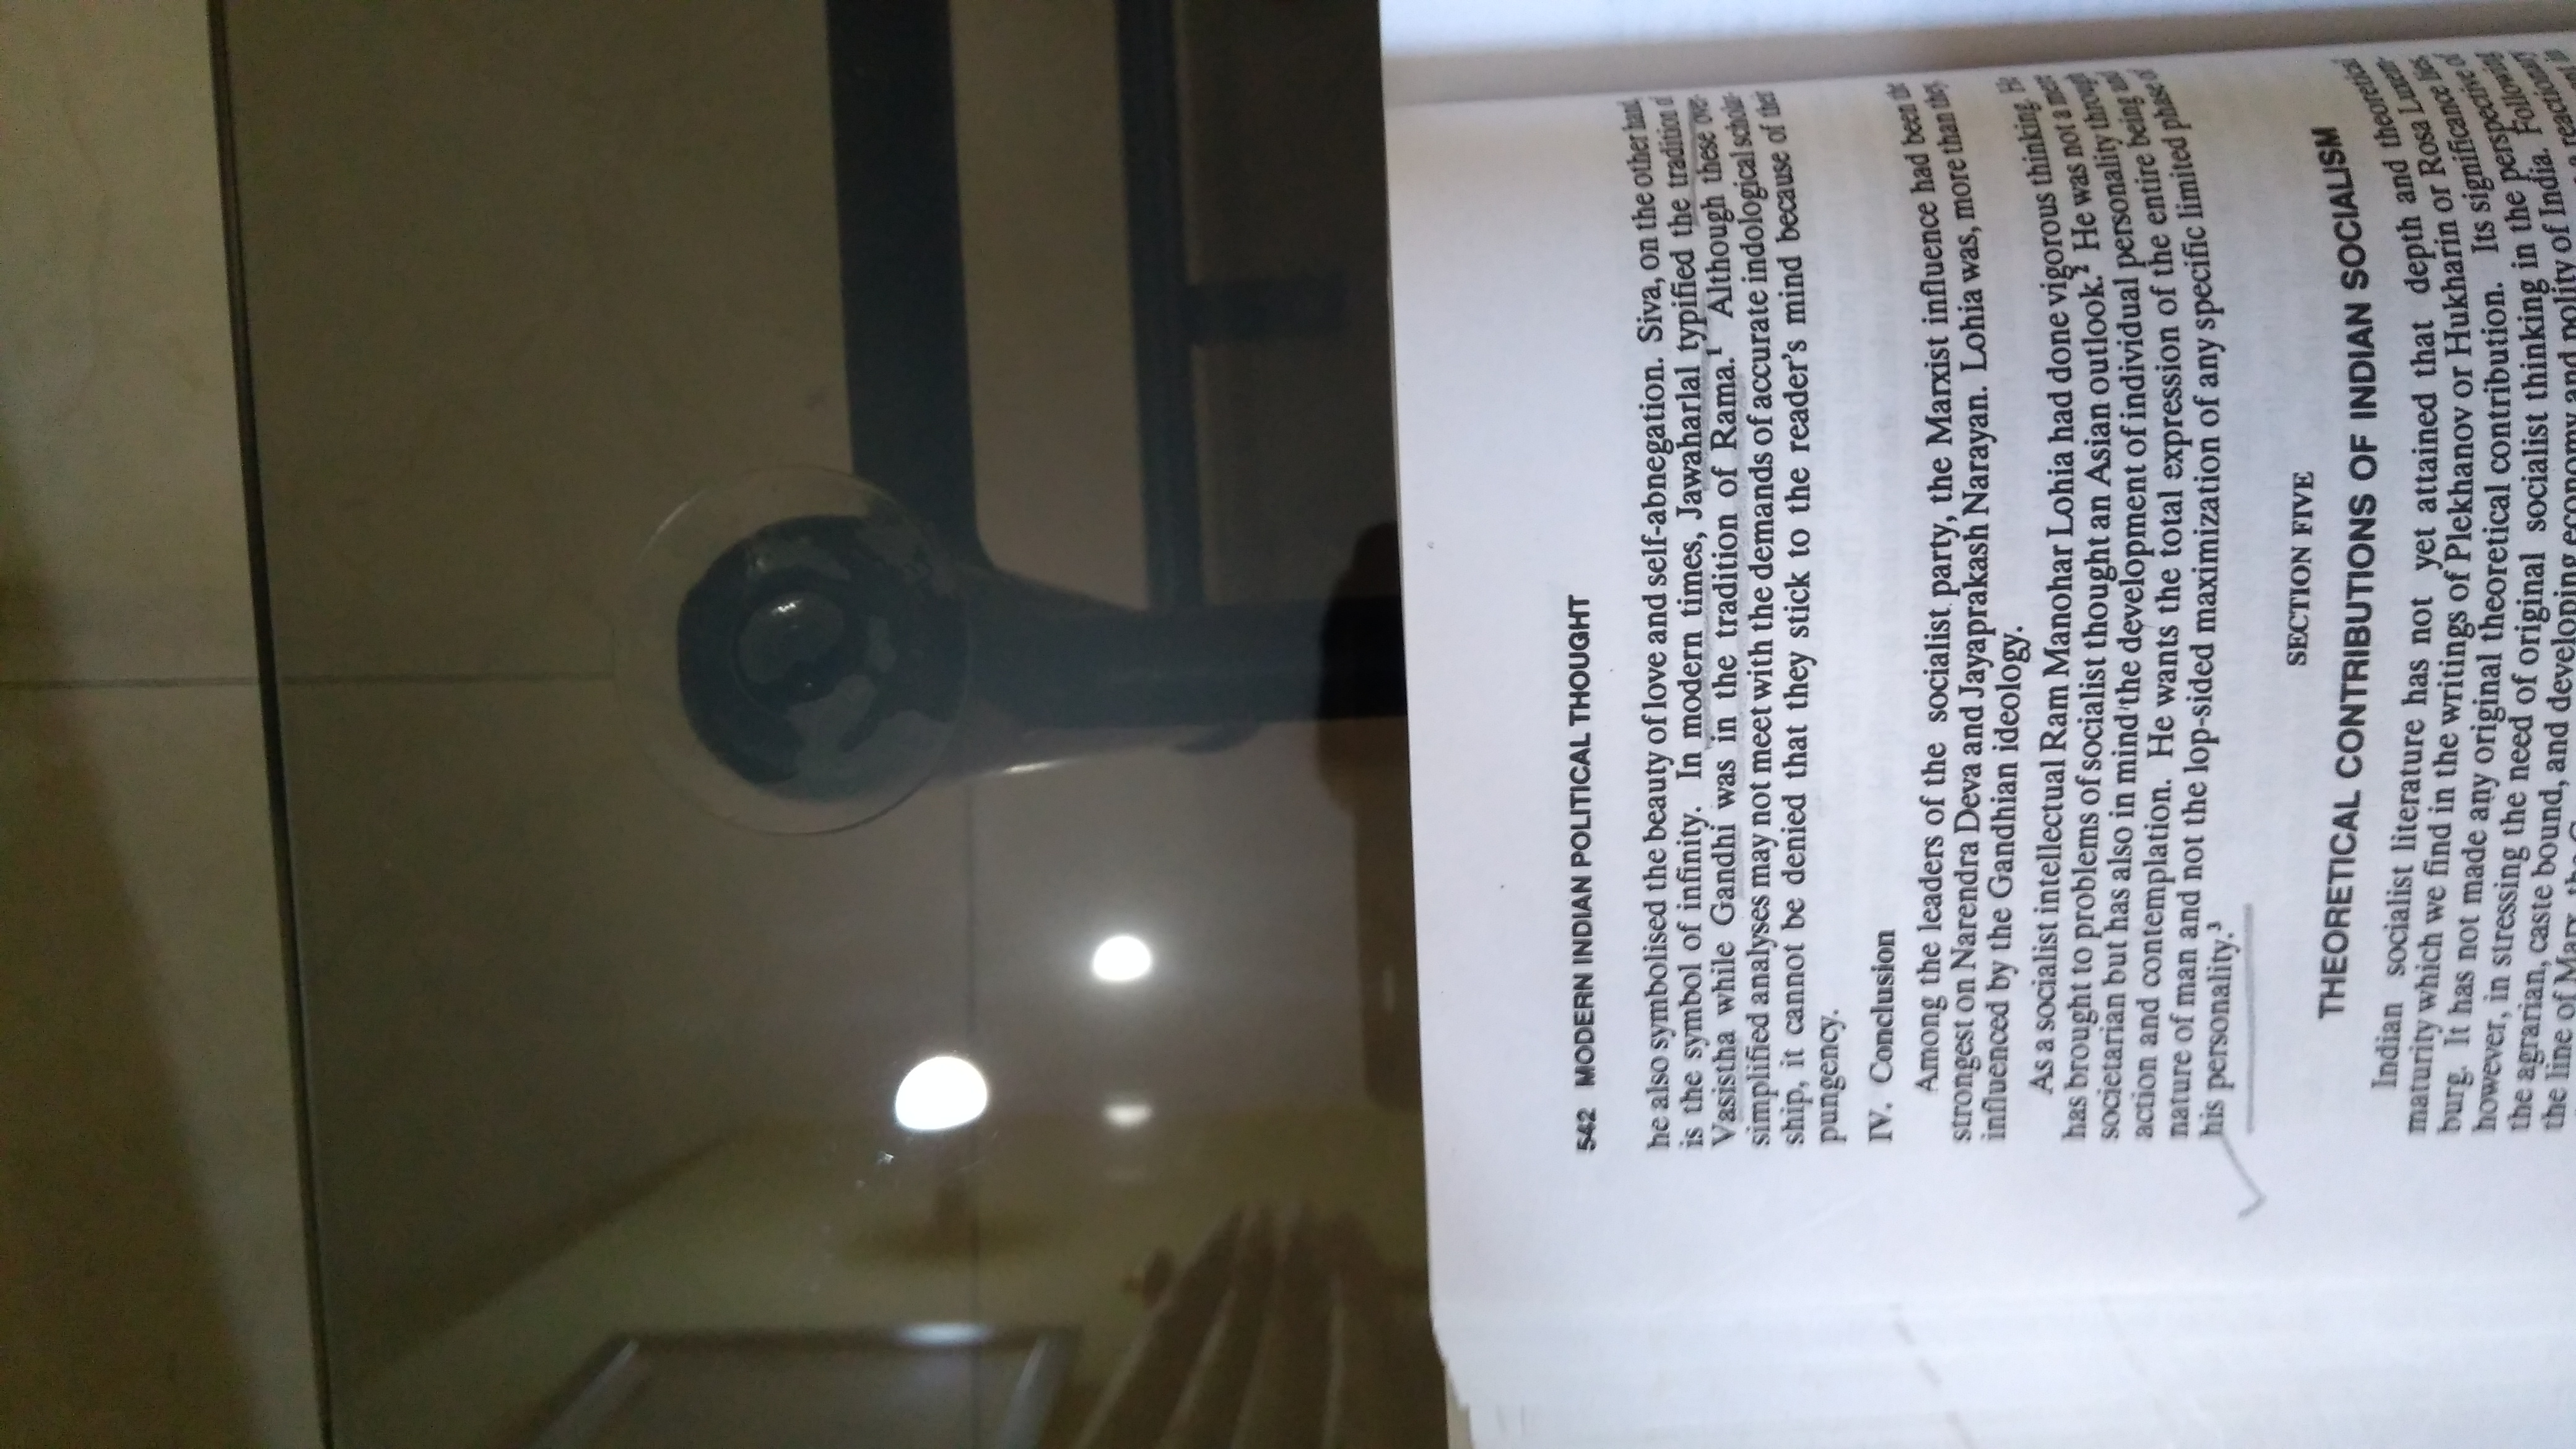 542 MODERN INDIAN POLITICAL THOUGHT
he also symbolised the beauty of love and self-abnegation. Siva, on the other hand,
is the symbol of infinity. In modern times, Jawaharlal typified the tradition of
Vasistha while Gandhi was in the tradition of Rama.¹ Although these over-
simplified analyses may not meet with the demands of accurate indological scholar-
ship, it cannot be denied that they stick to the reader's mind because of their
pungency.
IV. Conclusion
Among the leaders of the socialist party, the Marxist influence had been the
strongest on Narendra Deva and Jayaprakash Narayan. Lohia was, more than they,
influenced by the Gandhian ideology.
As a socialist intellectual Ram Manohar Lohia had done vigorous thinking. He
has brought to problems of socialist thought an Asian outlook.² He was not a mere
societarian but has also in mind the development of individual personality through
action and contemplation. He wants the total expression of the entire being and
nature of man and not the lop-sided maximization of any specific limited phase of
his personality.³
SECTION FIVE
THEORETICAL CONTRIBUTIONS OF INDIAN SOCIALISM
Indian socialist literature has not yet attained that depth and theoretical
maturity which we find in the writings of Plekhanov or Hukharin or Rosa
burg. It has not made any original theoretical contribution. Its significance
however, in stressing the need of original socialist thinking in the perspective of
the agrarian, caste bound, and developing economy and polity of India. Following
the line of Marx, the reaction